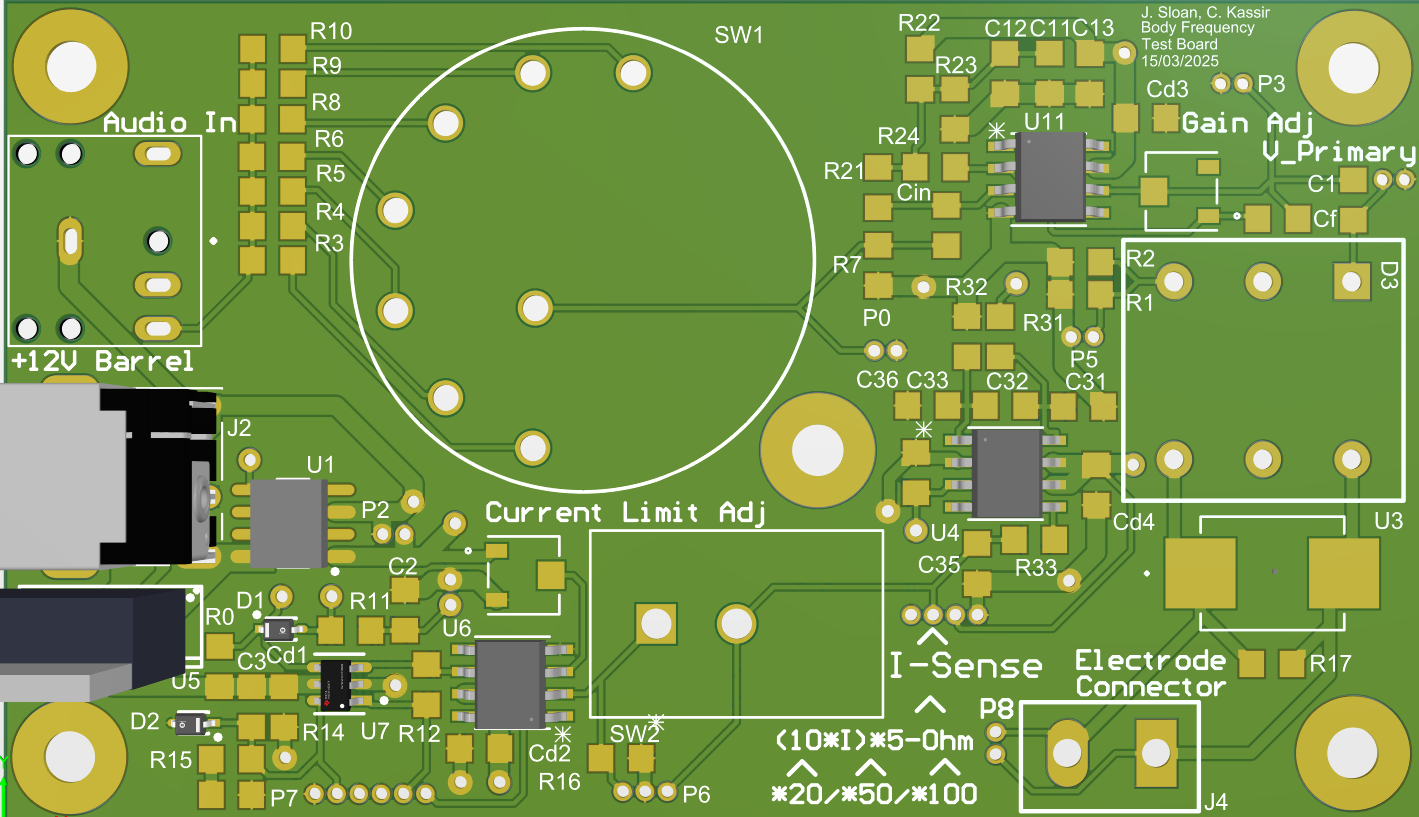 J. Sloan, C. Kassir
Body Frequency
Test Board
15/03/2025
R10
R9
R8
R6
R5
R4
R3
SW1
R22
C12 C11 C13
R23
Cd3
P3
R24
U11
Gain Adj
V_Primary
R21
Cin
C1
Cf
R7
R2
R1
D3
R32
R31
P0
P5
C36
C33
C32
C31
Audio In
+12V Barrel
J2
U1
P2
Current Limit Adj
U4
Cd4
U3
C35
R33
C2
D1
R11
R0
U6
C3
Cd1
U5
D2
R14
U7
R12
R15
Cd2
R16
SW2
P7
P6
I-Sense
(10*I)*5-Ohm
*20/*50/*100
Electrode
Connector
R17
P8
J4